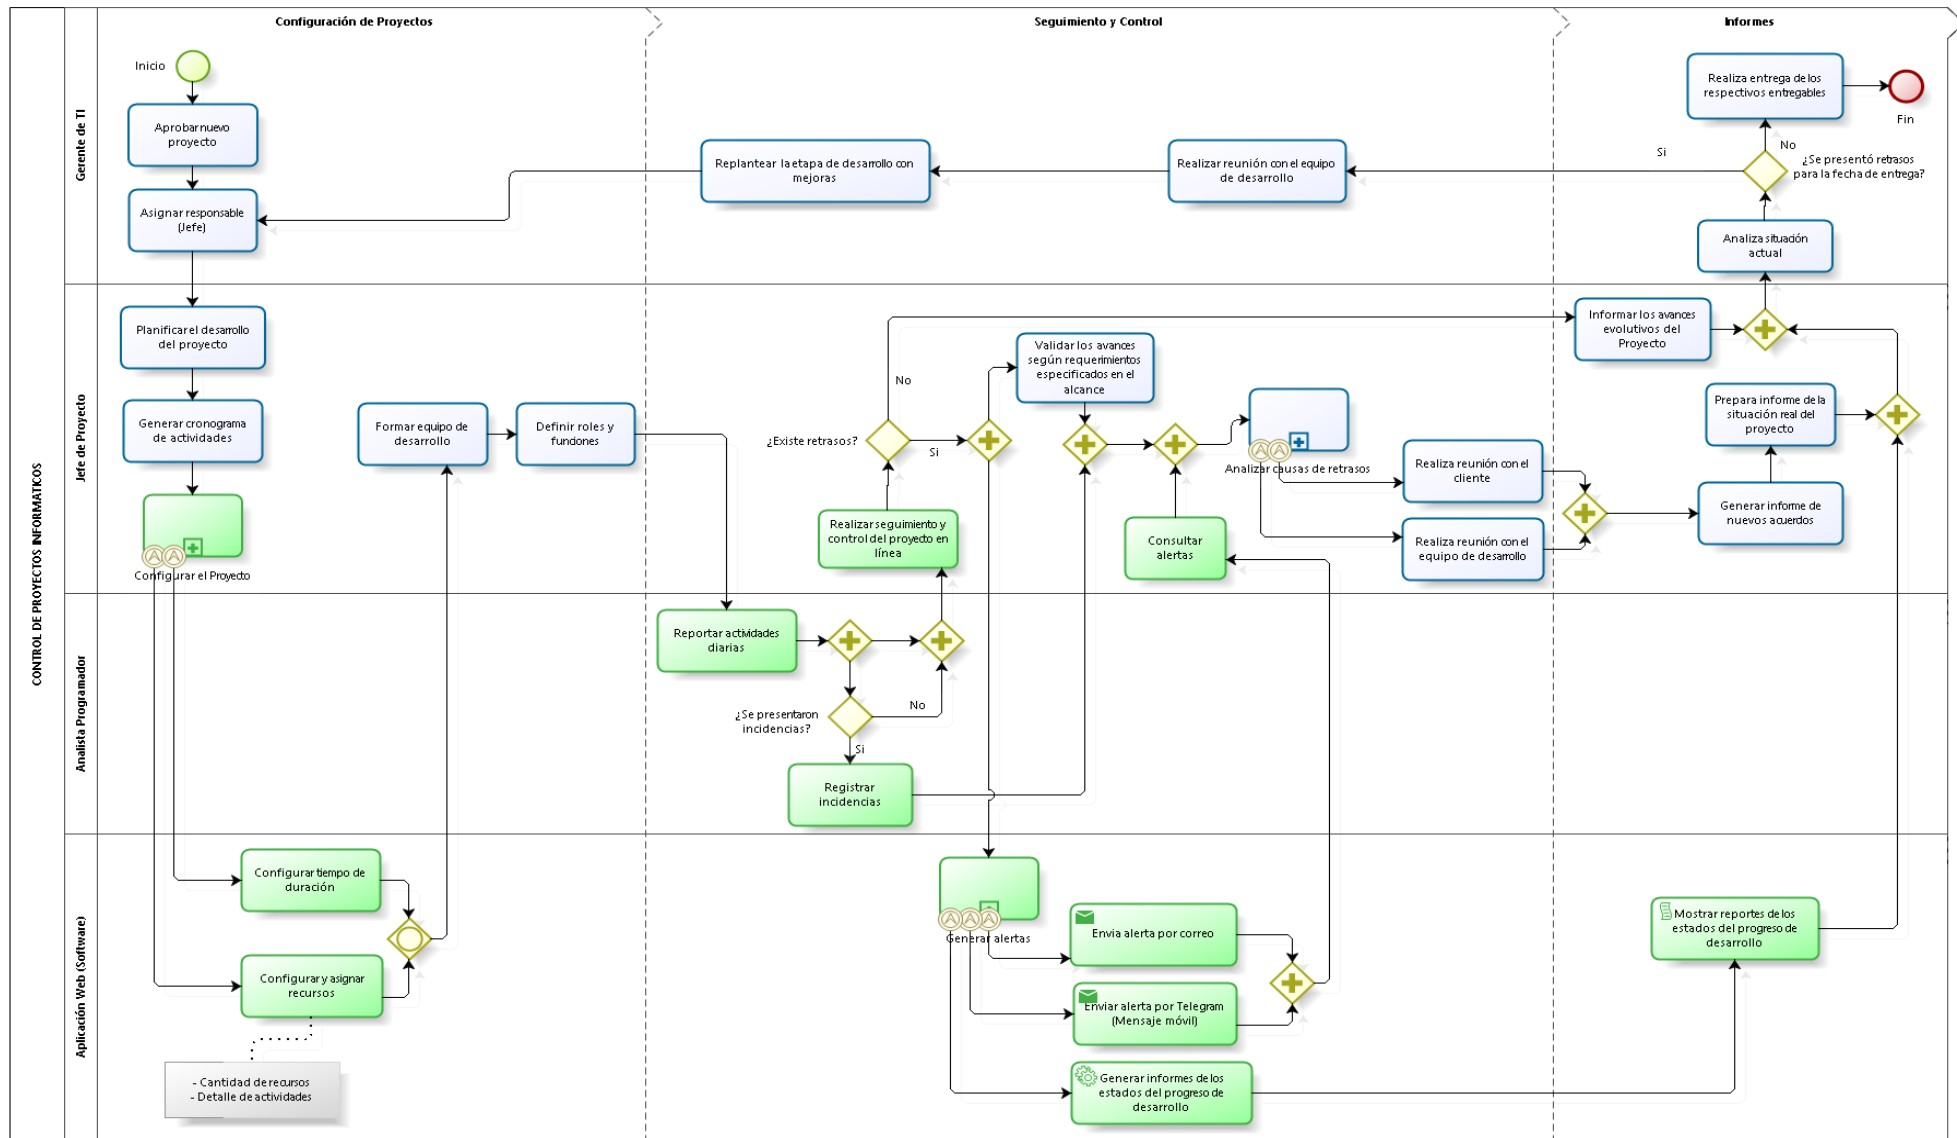 Configuración de Proyectos
Seguimiento y Control
Informes
CONTROL DE PROYECTOS INFORMATICOS
Gerente de TI
Inicio
Aprobar nuevo
proyecto
Asignar responsable
(Jefe)
Replantear la etapa de desarrollo con
mejoras
Realizar reunión con el equipo
de desarrollo
Realiza entrega de los
respectivos entregables
Fin
Si
No
¿Se presentó retrasos
para la fecha de entrega?
Analiza situación
actual
Jefe de Proyecto
Planificar el desarrollo
del proyecto
Generar cronograma
de actividades
Configurar el Proyecto
Formar equipo de
desarrollo
Definir roles y
funciones
¿Existe retrasos?
No
Si
Realizar seguimiento y
control del proyecto en
línea
Validar los avances
según requerimientos
especificados en el
alcance
Consultar
alertas
Analizar causas de retrasos
Realiza reunión con el
cliente
Realizar reunión con el
equipo de desarrollo
Informar los avances
evolutivos del
Proyecto
Prepara informe de la
situación real del
proyecto
Generar informe de
nuevos acuerdos
Analista Programador
Reportar actividades
diarias
¿Se presentaron
incidencias?
No
Si
Registrar
incidencias
Aplicación Web (Software)
Configurar tiempo de
duración
Configurar y asignar
recursos
- Cantidad de recursos
- Detalle de actividades
Generar alertas
Envia alerta por correo
Enviar alerta por Telegram
(Mensaje móvil)
Generar informes de los
estados del progreso de
desarrollo
Mostrar reportes de los
estados del progreso de
desarrollo